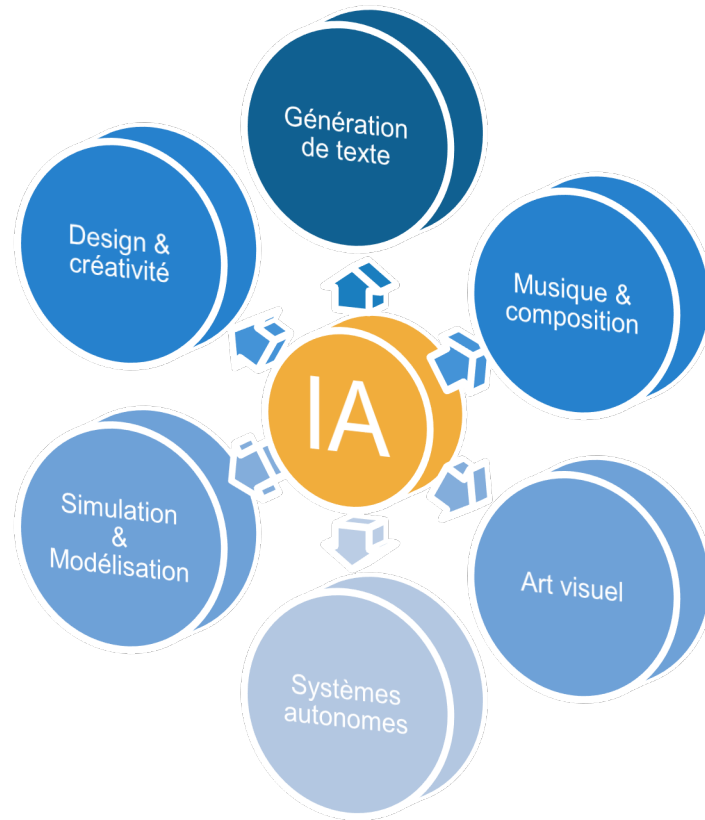 Génération
de texte
Design &
créativité
Musique &
composition
IA
Simulation
&
Modélisation
Art visuel
Systèmes
autonomes